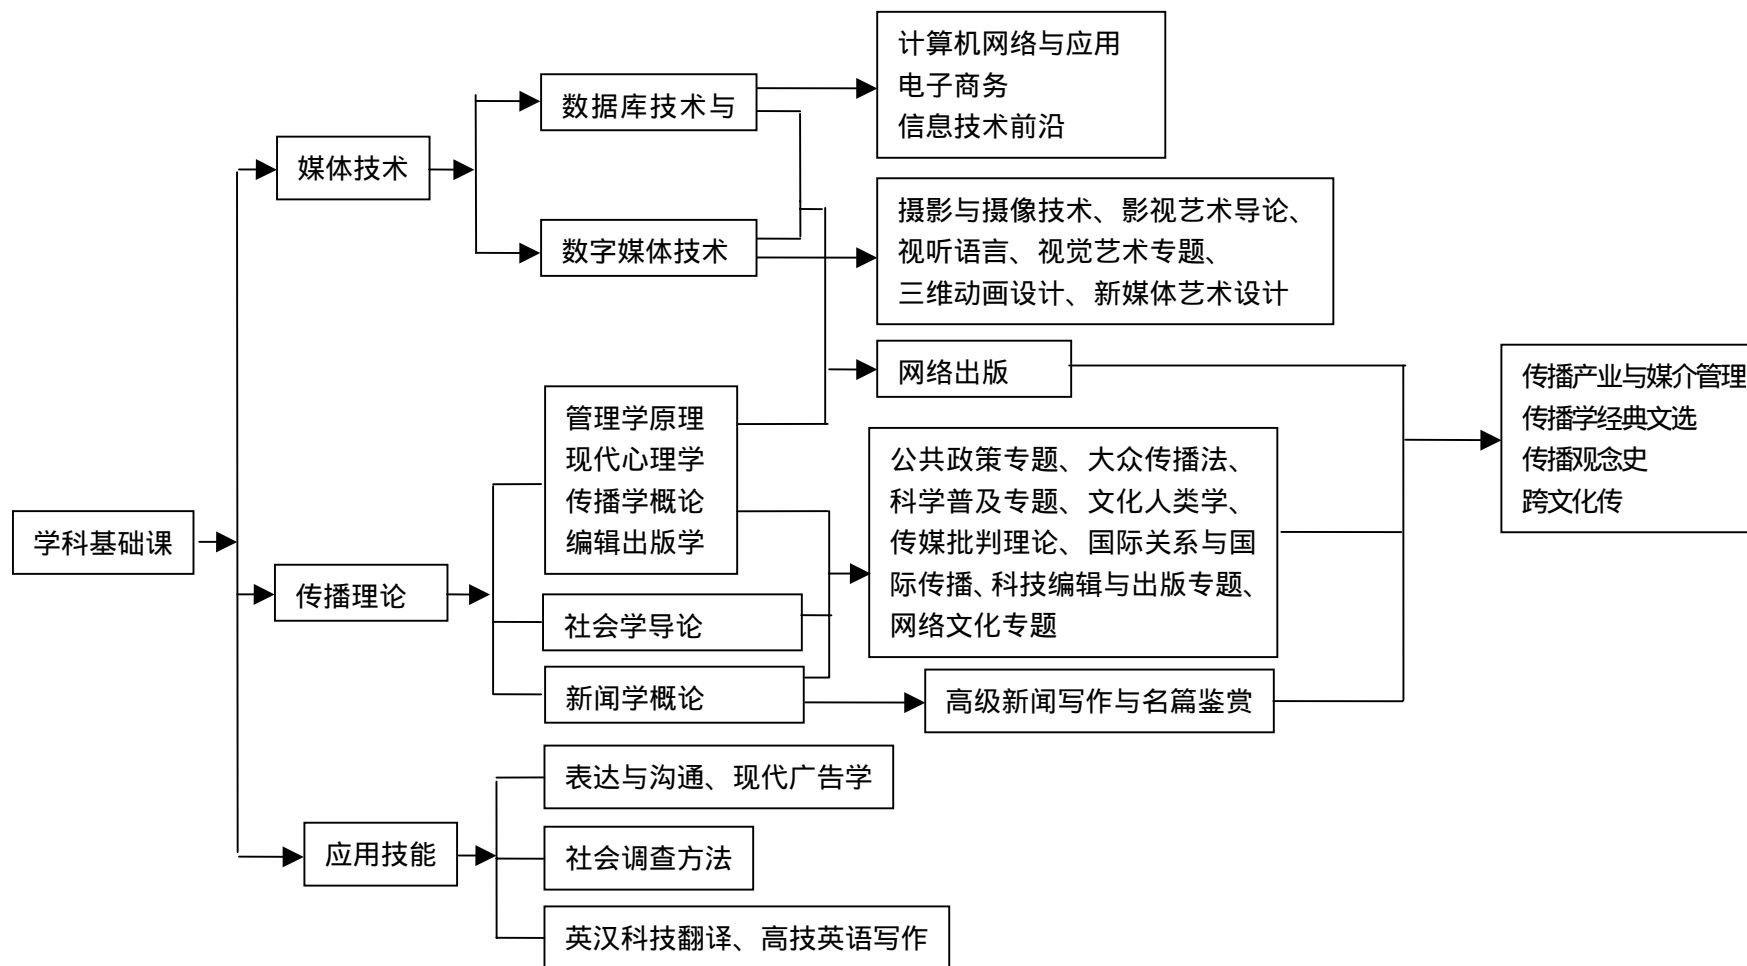 计算机网络与应用
电子商务
信息技术前沿
数据库技术与
媒体技术
摄影与摄像技术、影视艺术导论、
视听语言、视觉艺术专题、
三维动画设计、新媒体艺术设计
数字媒体技术
网络出版
传播产业与媒介管理
传播学经典文选
传播观念史
跨文化传
管理学原理
现代心理学
传播学概论
编辑出版学
公共政策专题、大众传播法、
科学普及专题、文化人类学、
传媒批判理论、国际关系与国
际传播、科技编辑与出版专题、
网络文化专题
学科基础课
传播理论
社会学导论
新闻学概论
高级新闻写作与名篇鉴赏
表达与沟通、现代广告学
应用技能
社会调查方法
英汉科技翻译、高技英语写作